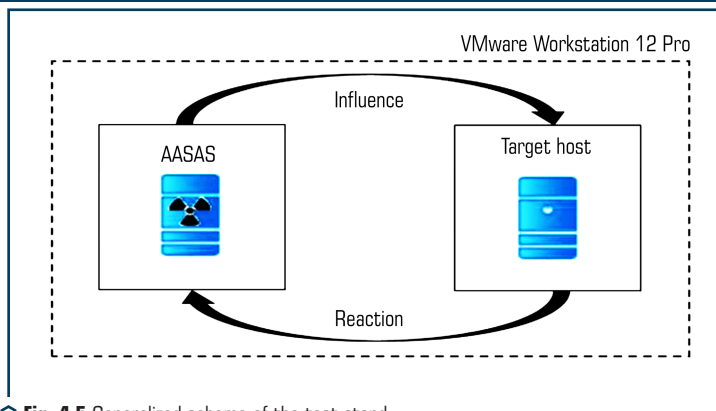 VMware Workstation 12 Pro
Influence
AASAS
Target host
Reaction
Fig. 4.5 Generalized scheme of the test stand